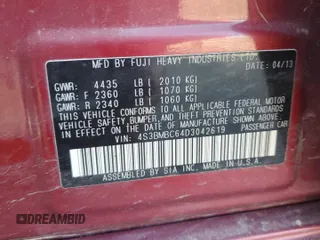 MFD BY FUJI HEAVY INDUSTRIES LTD.
DATE: 04/13
GVWR: 4435 LB ( 2010 KG)
GAWR: F 2360 LB ( 1070 KG)
GAWR: R 2340 LB ( 1060 KG)
THIS VEHICLE CONFORMS TO ALL APPLICABLE FEDERAL MOTOR
VEHICLE SAFETY, BUMPER, AND THEFT PREVENTION STANDARDS
IN EFFECT ON THE DATE OF MANUFACTURE SHOWN ABOVE.
VIN: 4S3BMBC64D3042619 PASSENGER CAR
ASSEMBLED BY SIA INC. MADE IN U.S.A.
DREAMBID